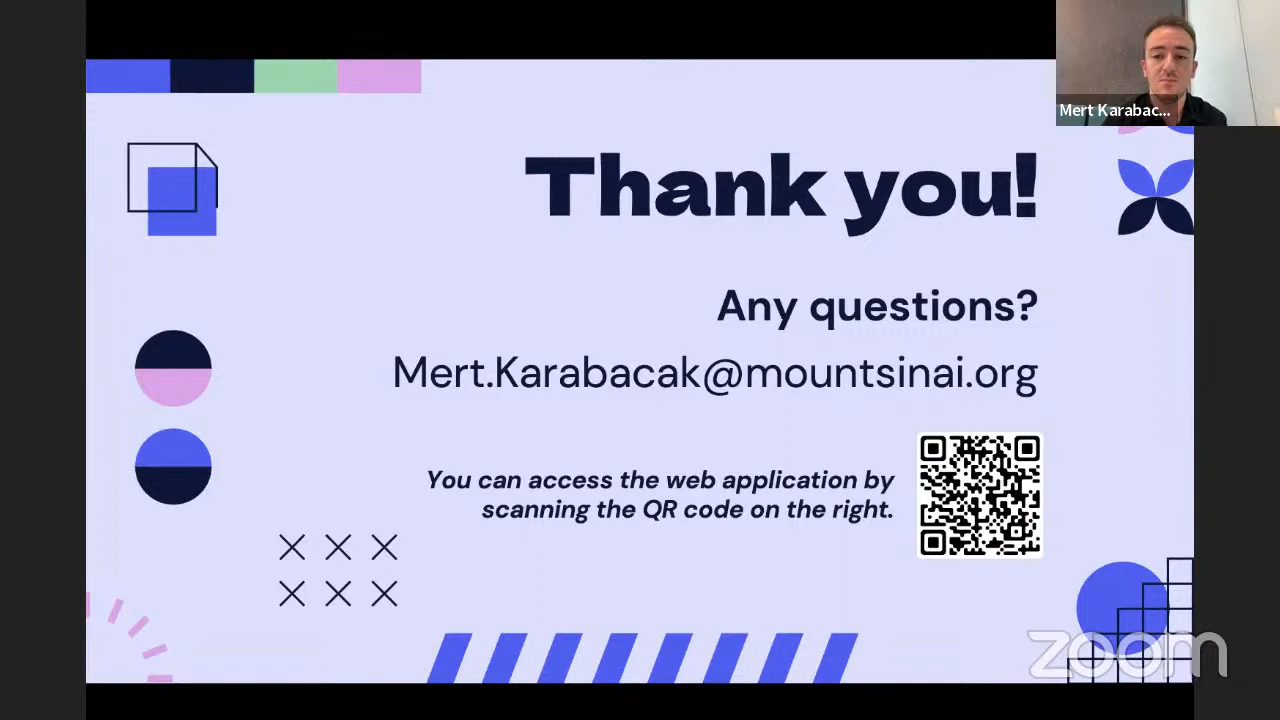 Mert Karabac...
Thank you!
Any questions?
Mert.Karabacak@mountsinai.org
You can access the web application by
scanning the QR code on the right.
zoom